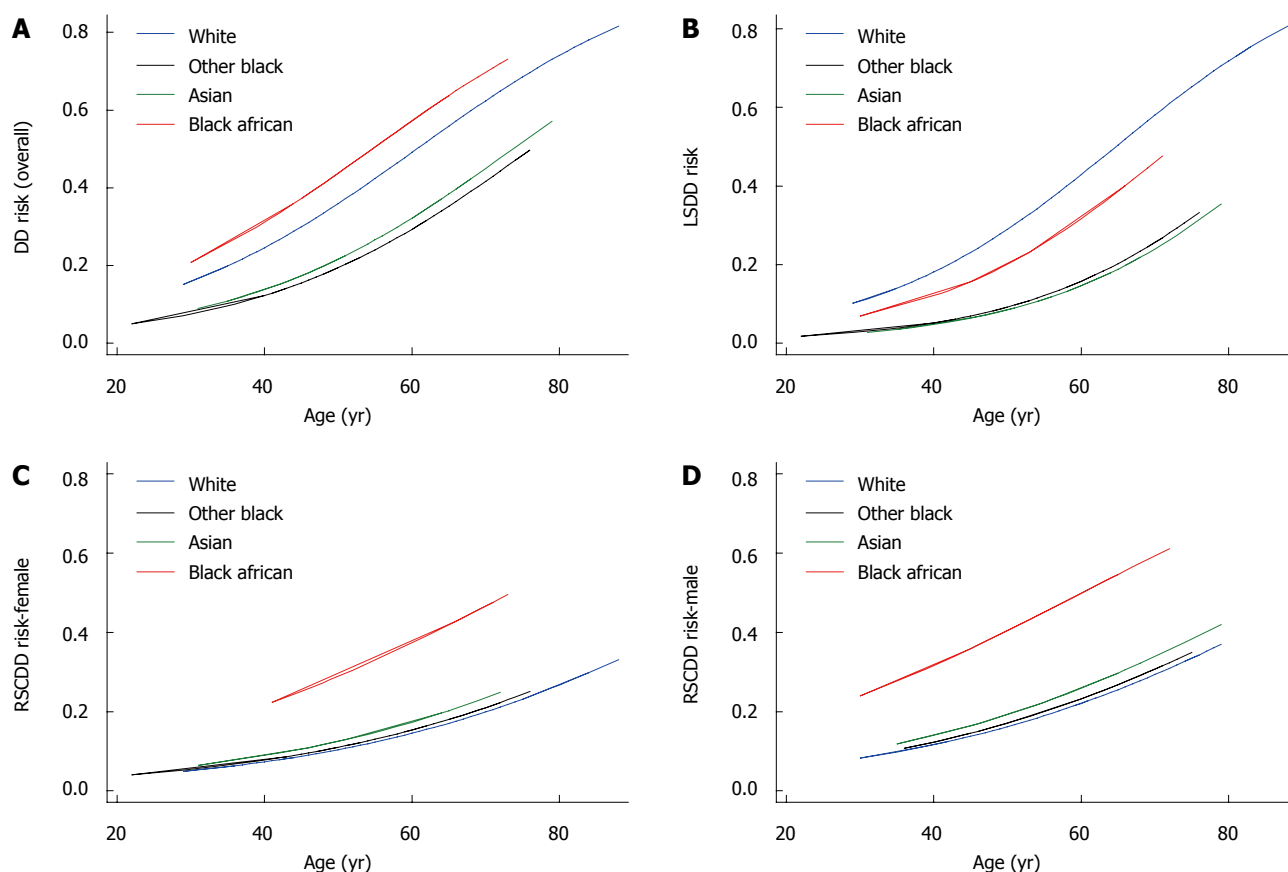 A
White
Other black
Asian
Black african
DD risk (overall)
0.8
0.6
0.4
0.2
0.0
20 40 60 80
Age (yr)
B
White
Other black
Asian
Black african
LSDD risk
0.8
0.6
0.4
0.2
0.0
20 40 60 80
Age (yr)
C
White
Other black
Asian
Black african
RSCDD risk-female
0.8
0.6
0.4
0.2
0.0
20 40 60 80
Age (yr)
D
White
Other black
Asian
Black african
RSCDD risk-male
0.8
0.6
0.4
0.2
0.0
20 40 60 80
Age (yr)